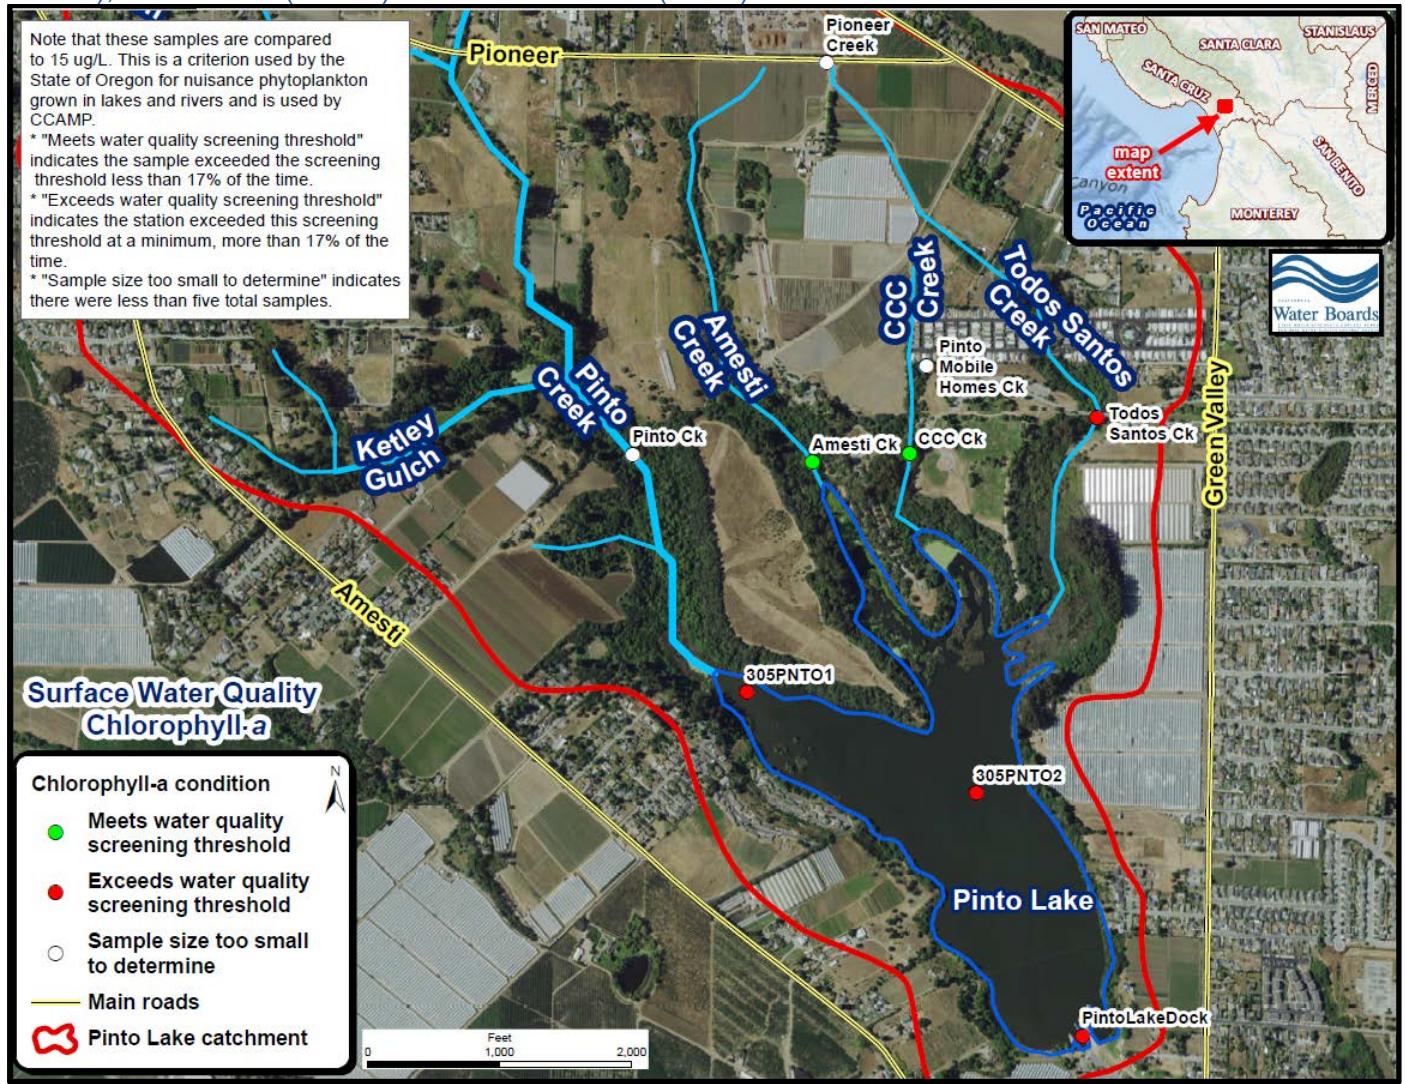 Note that these samples are compared
to 15 ug/L. This is a criterion used by the
State of Oregon for nuisance phytoplankton
grown in lakes and rivers and is used by
CCAMP.
* "Meets water quality screening threshold"
indicates the sample exceeded the screening
threshold less than 17% of the time.
* "Exceeds water quality screening threshold"
indicates the station exceeded this screening
threshold at a minimum, more than 17% of the
time.
* "Sample size too small to determine" indicates
there were less than five total samples.
Pioneer
Pioneer
Creek
SAN MATEO
SANTA CLARA
STANISLAUS
SANTA CRUZ
MERCED
map
extent
Canyon
Pacific
Ocean
SAN BENITO
MONTEREY
Water Boards
CCC
Creek
Todos Santos
Creek
Amesti
Creek
Pinto
Mobile
Homes Ck
Pinto
Creek
Ketley
Gulch
Pinto Ck
Amesti Ck
CCC Ck
Todos
Santos Ck
Green Valley
Amesti
305PNTO1
305PNTO2
Pinto Lake
PintoLakeDock
Surface Water Quality
Chlorophyll-a
Chlorophyll-a condition
N
Meets water quality
screening threshold
Exceeds water quality
screening threshold
Sample size too small
to determine
Main roads
Pinto Lake catchment
Feet
0 1,000 2,000